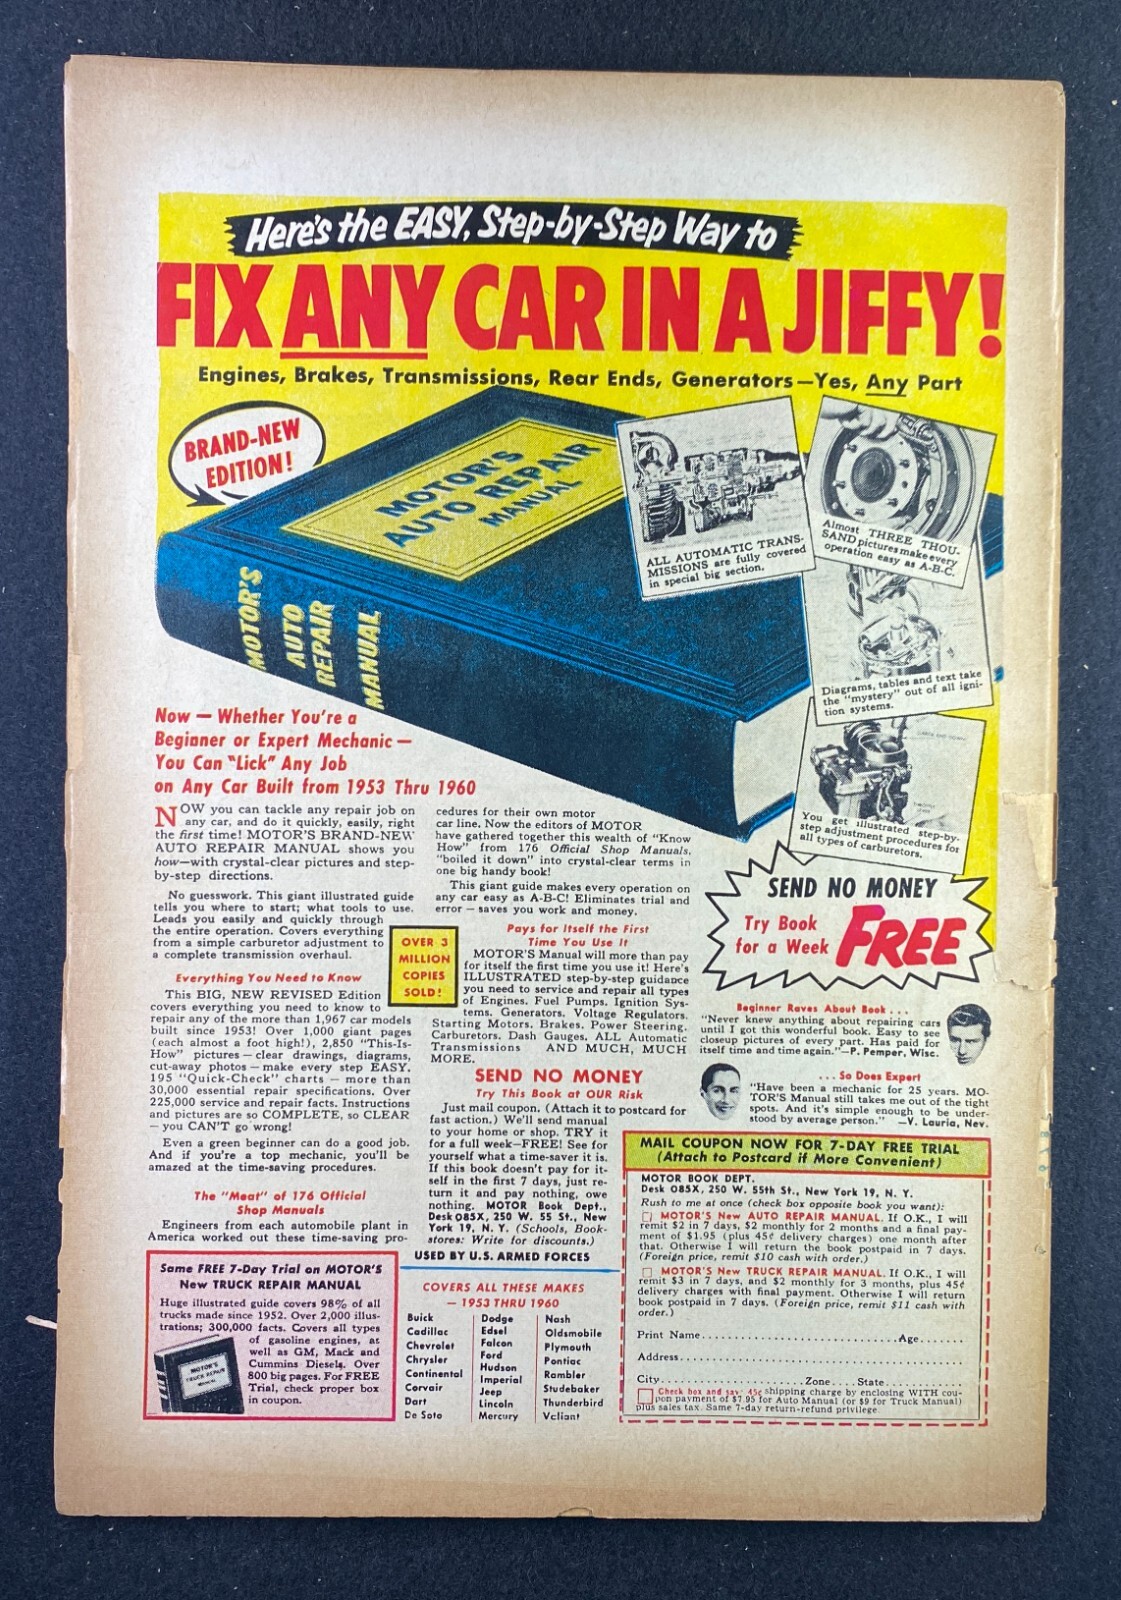 Here's the EASY, Step-by-Step Way to
FIX ANY CAR IN A JIFFY!
Engines, Brakes, Transmissions, Rear Ends, Generators—Yes, Any Part
BRAND-NEW
EDITION!
MOTOR'S
AUTO REPAIR
MANUAL
MOTOR'S
AUTO
REPAIR
MANUAL
ALL AUTOMATIC TRANS-
MISSIONS are fully covered
in special big section.
Almost THREE THOU-
SAND pictures make every
operation easy as A-B-C.
Diagrams, tables and text take
the "mystery" out of all igni-
tion systems.
You get illustrated step-by-
step adjustment procedures for
all types of carburetors.
Now — Whether You're a
Beginner or Expert Mechanic —
You Can "Lick" Any Job
on Any Car Built from 1953 Thru 1960
NOW you can tackle any repair job on
any car, and do it quickly, easily, right
the first time! MOTOR'S BRAND-NEW
AUTO REPAIR MANUAL shows you
how—with crystal-clear pictures and step-
by-step directions.
No guesswork. This giant illustrated guide
tells you where to start; what tools to use.
Leads you easily and quickly through
the entire operation. Covers everything
from a simple carburetor adjustment to
a complete transmission overhaul.
Everything You Need to Know
This BIG, NEW REVISED Edition
covers everything you need to know to
repair any of the more than 1,967 car models
built since 1953! Over 1,000 giant pages
(each almost a foot high!), 2,850 "This-Is-
How" pictures — clear drawings, diagrams,
cut-away photos — make every step EASY.
195 "Quick-Check" charts — more than
30,000 essential repair specifications. Over
225,000 service and repair facts. Instructions
and pictures are so COMPLETE, so CLEAR
— you CAN'T go wrong!
Even a green beginner can do a good job.
And if you're a top mechanic, you'll be
amazed at the time-saving procedures.
The "Meat" of 176 Official
Shop Manuals
Engineers from each automobile plant in
America worked out these time-saving pro-
cedures for their own motor
car line. Now the editors of MOTOR
have gathered together this wealth of "Know
How" from 176 Official Shop Manuals,
"boiled it down" into crystal-clear terms in
one big handy book!
This giant guide makes every operation on
any car easy as A-B-C! Eliminates trial and
error — saves you work and money.
OVER 3
MILLION
COPIES
SOLD!
Pays for Itself the First
Time You Use It
MOTOR'S Manual will more than pay
for itself the first time you use it! Here's
ILLUSTRATED step-by-step guidance
you need to service and repair all types
of Engines. Fuel Pumps. Ignition Sys-
tems. Generators. Voltage Regulators.
Starting Motors. Brakes. Power Steering.
Carburetors. Dash Gauges. ALL Automatic
Transmissions AND MUCH, MUCH
MORE.
SEND NO MONEY
Try This Book at OUR Risk
Just mail coupon. (Attach it to postcard for
fast action.) We'll send manual
to your home or shop. TRY it
for a full week—FREE! See for
yourself what a time-saver it is.
If this book doesn't pay for it-
self in the first 7 days, just re-
turn it and pay nothing, owe
nothing. MOTOR Book Dept.,
Desk O85X, 250 W. 55 St., New
York 19, N. Y. (Schools, Book-
stores: Write for discounts.)
USED BY U.S. ARMED FORCES
SEND NO MONEY
Try Book
for a Week FREE
Beginner Raves About Book . . .
"Never knew anything about repairing cars
until I got this wonderful book. Easy to see
closeup pictures of every part. Has paid for
itself time and time again."—P. Pemper, Wisc.
. . . So Does Expert
"Have been a mechanic for 25 years. MO-
TOR'S Manual still takes me out of the tight
spots. And it's simple enough to be under-
stood by average person." —V. Lauria, Nev.
Same FREE 7-Day Trial on MOTOR'S
New TRUCK REPAIR MANUAL
Huge illustrated guide covers 98% of all
trucks made since 1952. Over 2,000 illus-
trations; 300,000 facts. Covers all types
of gasoline engines, as
well as GM, Mack and
Cummins Diesels. Over
800 big pages. For FREE
Trial, check proper box
in coupon.
MOTOR'S
TRUCK REPAIR
MANUAL
COVERS ALL THESE MAKES
— 1953 THRU 1960
Buick
Cadillac
Chevrolet
Chrysler
Continental
Corvair
Dart
De Soto
Dodge
Edsel
Falcon
Ford
Hudson
Imperial
Jeep
Lincoln
Mercury
Nash
Oldsmobile
Plymouth
Pontiac
Rambler
Studebaker
Thunderbird
Valiant
MAIL COUPON NOW FOR 7-DAY FREE TRIAL
(Attach to Postcard if More Convenient)
MOTOR BOOK DEPT.
Desk O85X, 250 W. 55th St., New York 19, N. Y.
Rush to me at once (check box opposite book you want):
MOTOR'S New AUTO REPAIR MANUAL. If O.K., I will
remit $2 in 7 days, $2 monthly for 2 months and a final pay-
ment of $1.95 (plus 45¢ delivery charges) one month after
that. Otherwise I will return the book postpaid in 7 days.
(Foreign price, remit $10 cash with order.)
MOTOR'S New TRUCK REPAIR MANUAL. If O.K., I will
remit $3 in 7 days, and $2 monthly for 3 months, plus 45¢
delivery charges with final payment. Otherwise I will return
book postpaid in 7 days. (Foreign price, remit $11 cash with
order.)
Print Name..............................Age.......
Address.........................................
City..........................Zone....State...............
Check box and save 45¢ shipping charge by enclosing WITH cou-
pon payment of $7.95 for Auto Manual (or $9 for Truck Manual)
plus sales tax. Same 7-day return-refund privilege.